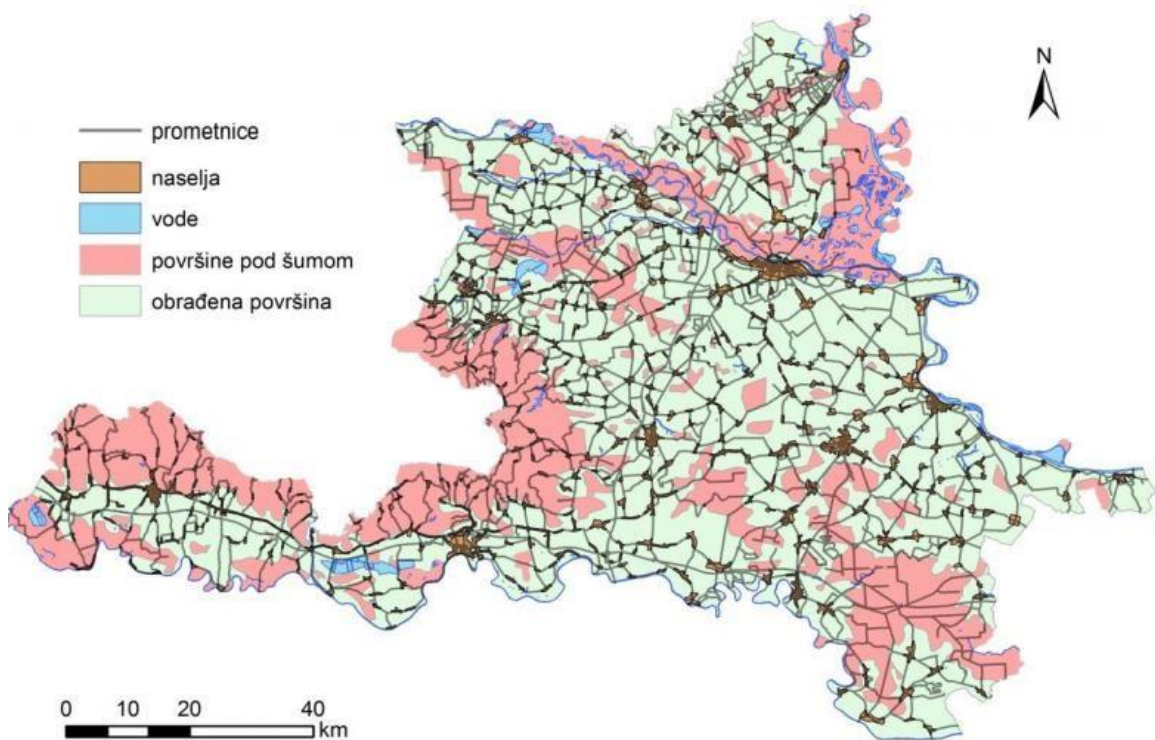 N
prometnice
naselja
vode
površine pod šumom
obrađena površina
0 10 20 40
km